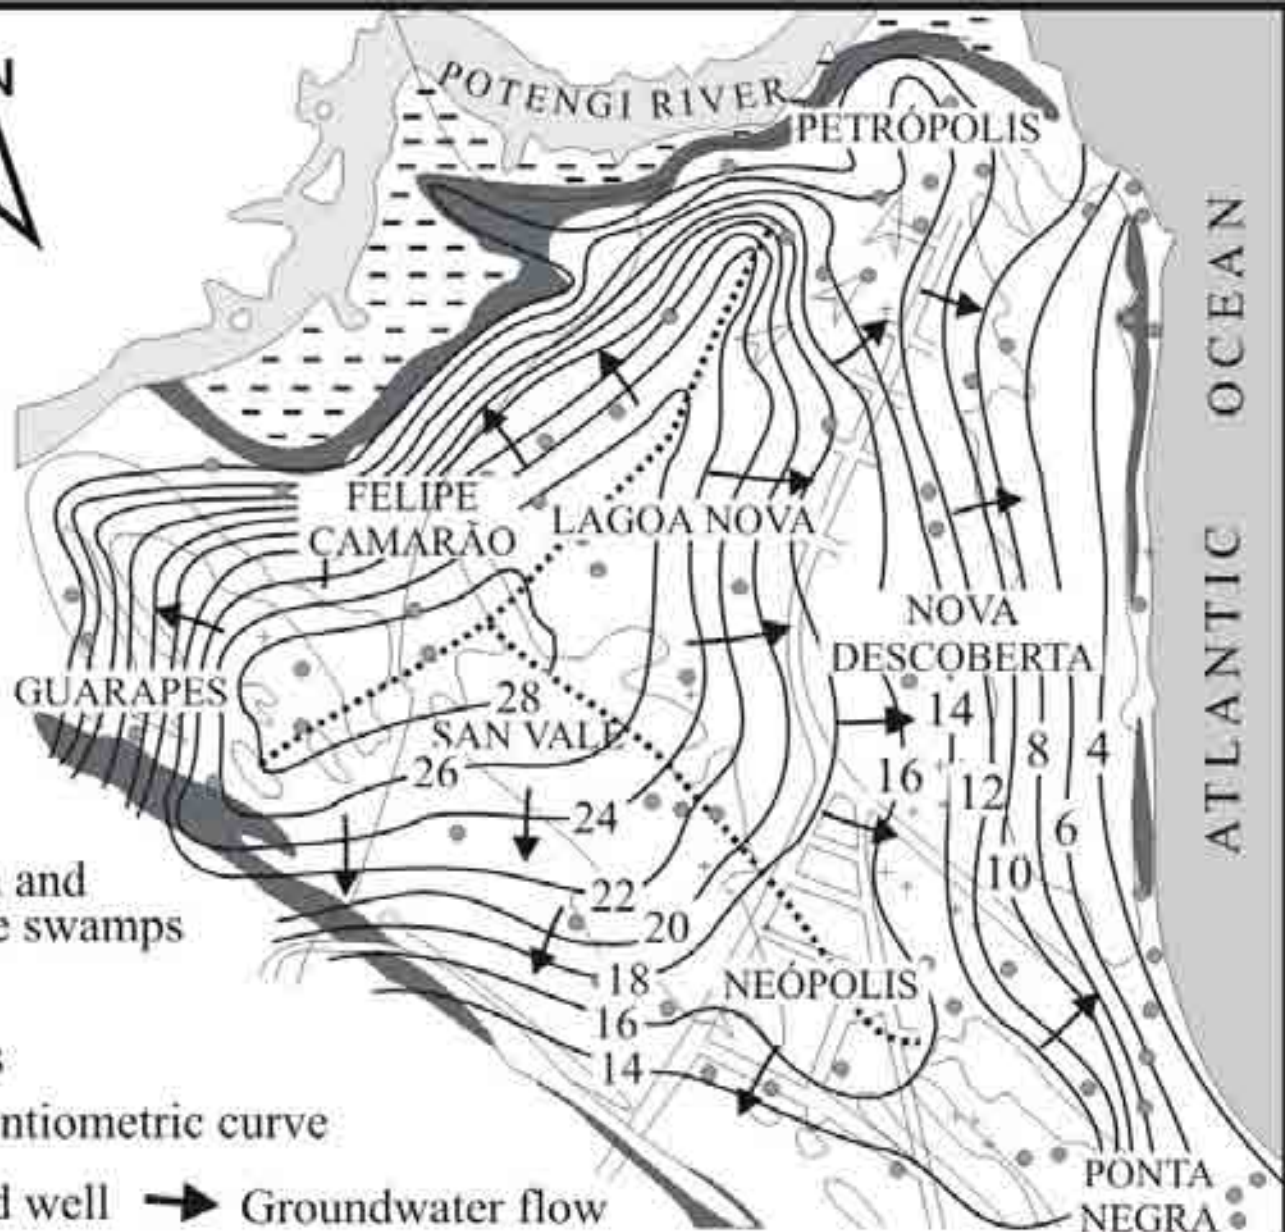 N
POTENGI RIVER
PETRÓPOLIS
ATLANTIC OCEAN
FELIPE
CAMARÃO
LAGOA NOVA
NOVA
DESCOBERTA
GUARAPES
28
SAN VALE
14
8
4
26
16
12
24
6
10
and
22
swamps
20
18
NEÓPOLIS
16
14
ntiometric curve
PONTA
NEGRA
d well
Groundwater flow